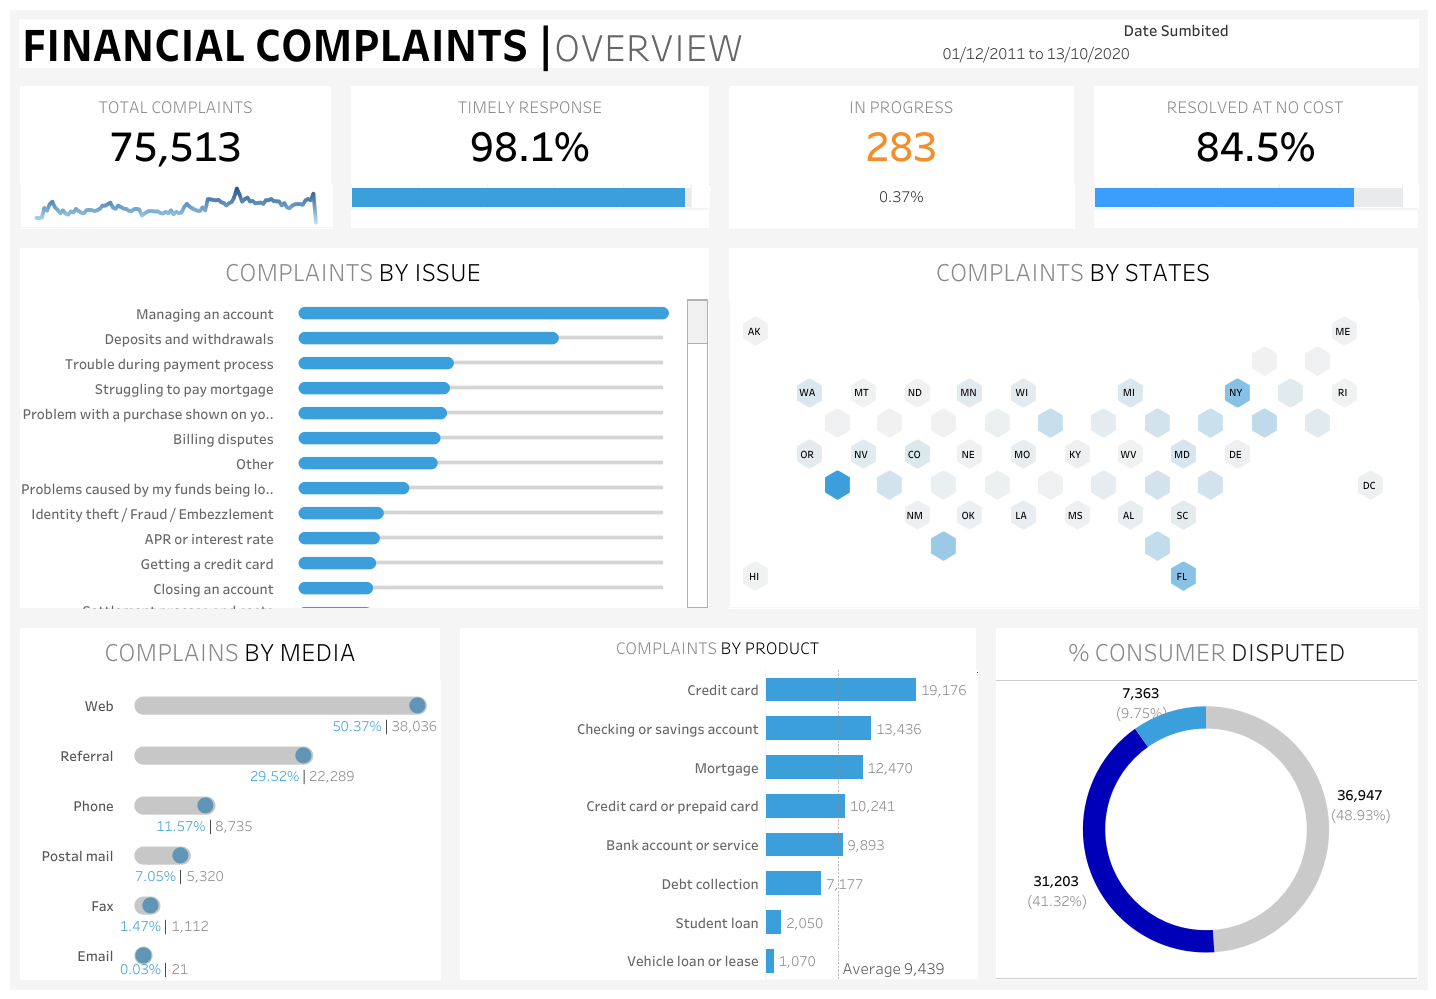 FINANCIAL COMPLAINTS |OVERVIEW
Date Sumbited
01/12/2011 to 13/10/2020
TOTAL COMPLAINTS
75,513
TIMELY RESPONSE
98.1%
IN PROGRESS
283
0.37%
RESOLVED AT NO COST
84.5%
COMPLAINTS BY ISSUE
Managing an account
Deposits and withdrawals
Trouble during payment process
Struggling to pay mortgage
Problem with a purchase shown on yo..
Billing disputes
Other
Problems caused by my funds being lo..
Identity theft / Fraud / Embezzlement
APR or interest rate
Getting a credit card
Closing an account
COMPLAINTS BY STATES
AK ME
WA MT ND MN WI MI NY RI
OR NV CO NE MO KY WV MD DE
DC
NM OK LA MS AL SC
HI FL
COMPLAINS BY MEDIA
Web
50.37% | 38,036
Referral
29.52% | 22,289
Phone
11.57% | 8,735
Postal mail
7.05% | 5,320
Fax
1.47% | 1,112
Email
0.03% | 21
COMPLAINTS BY PRODUCT
Credit card 19,176
Checking or savings account 13,436
Mortgage 12,470
Credit card or prepaid card 10,241
Bank account or service 9,893
Debt collection 7,177
Student loan 2,050
Vehicle loan or lease 1,070
Average 9,439
% CONSUMER DISPUTED
7,363
(9.75%)
36,947
(48.93%)
31,203
(41.32%)